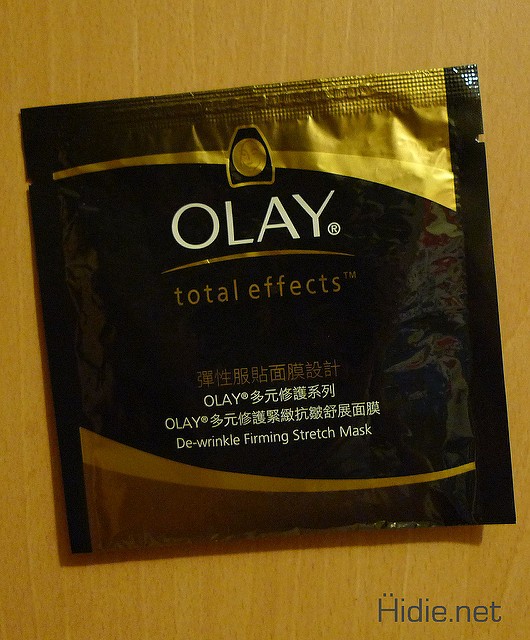 OLAY®
total effects™
彈性服貼面膜設計
OLAY®多元修護系列
OLAY®多元修護緊緻抗皺舒展面膜
De-wrinkle Firming Stretch Mask
Hidie.net